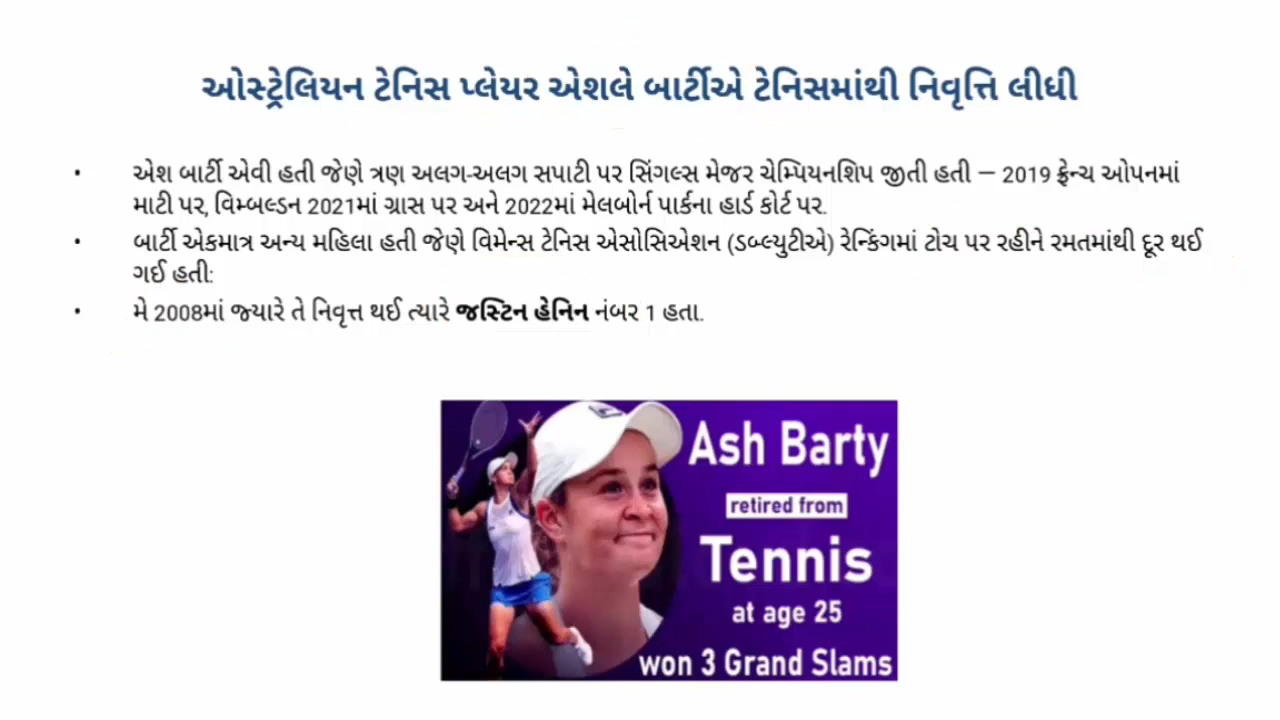 ઓસ્ટ્રેલિયન ટેનિસ પ્લેયર એશલે બાર્ટીએ ટેનિસમાંથી નિવૃત્તિ લીધી
• એશ બાર્ટી એવી હતી જેણે ત્રણ અલગ-અલગ સપાટી પર સિંગલ્સ મેજર ચેમ્પિયનશિપ જીતી હતી — 2019 ફ્રેન્ચ ઓપનમાં
માટી પર, વિમ્બલ્ડન 2021માં ગ્રાસ પર અને 2022માં મેલબોર્ન પાર્કના હાર્ડ કોર્ટ પર.
• બાર્ટી એકમાત્ર અન્ય મહિલા હતી જેણે વિમેન્સ ટેનિસ એસોસિએશન (ડબ્લ્યુટીએ) રેન્કિંગમાં ટોચ પર રહીને રમતમાંથી દૂર થઈ
ગઈ હતી:
• મે 2008માં જ્યારે તે નિવૃત્ત થઈ ત્યારે જસ્ટિન હેનિન નંબર 1 હતા.
Ash Barty
retired from
Tennis
at age 25
won 3 Grand Slams